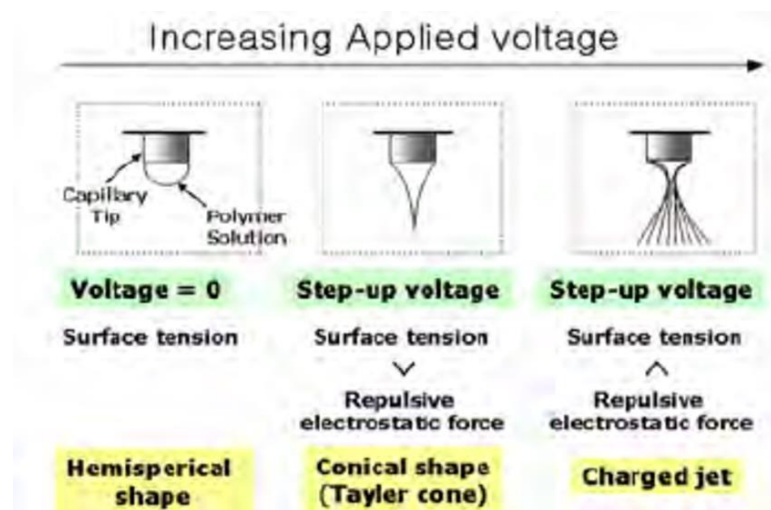 Increasing Applied voltage
Capillary
Tip
Polymer
Solution
Voltage = 0
Step-up voltage
Step-up voltage
Surface tension
Surface tension
Surface tension
Repulsive
electrostatic force
Repulsive
electrostatic force
Hemisperical
shape
Conical shape
(Tayler cone)
Charged jet